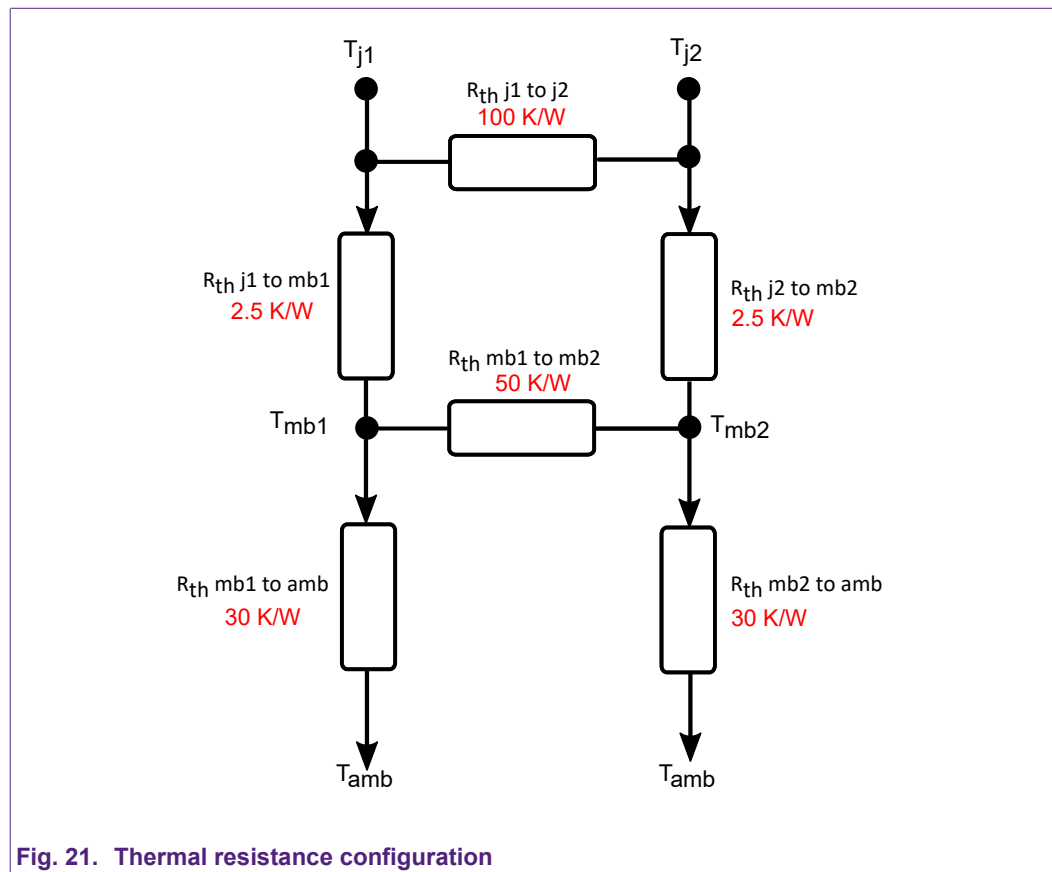 Tj1
Tj2
Rth j1 to j2
100 K/W
Rth j1 to mb1
2.5 K/W
Rth j2 to mb2
2.5 K/W
Rth mb1 to mb2
50 K/W
Tmb1
Tmb2
Rth mb1 to amb
30 K/W
Rth mb2 to amb
30 K/W
Tamb
Tamb
Fig. 21. Thermal resistance configuration